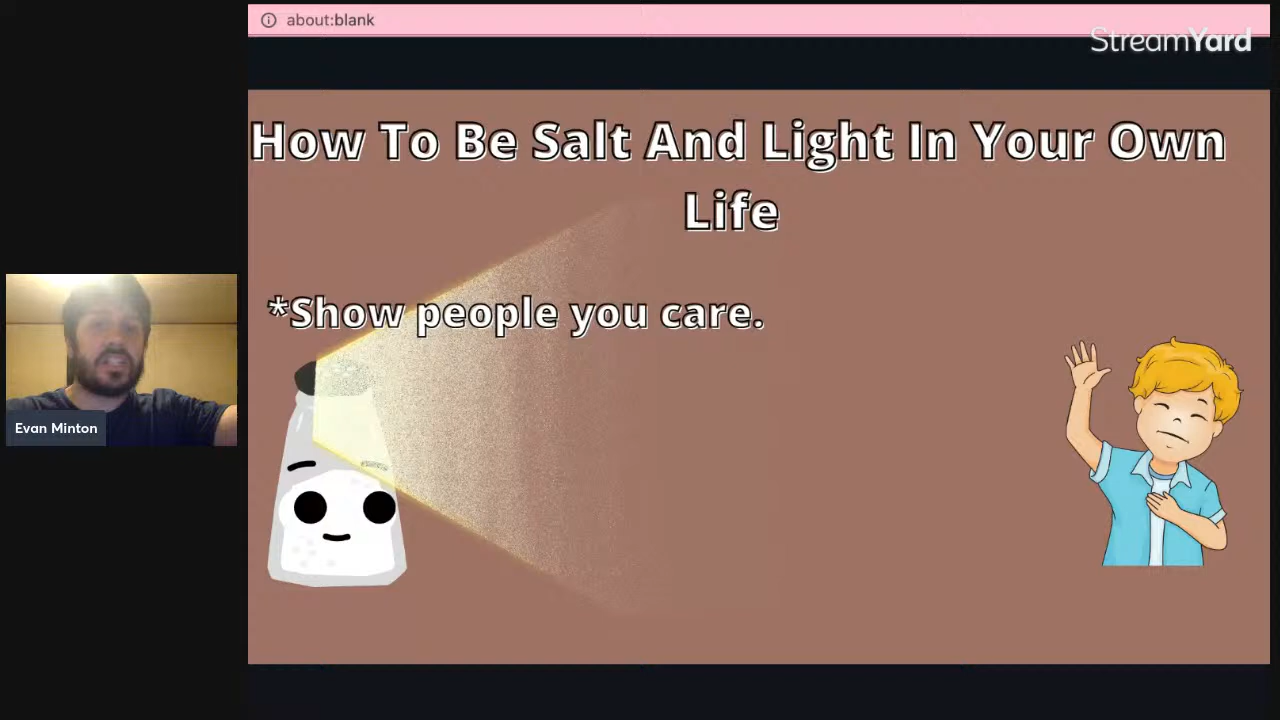 about:blank
StreamYard
How To Be Salt And Light In Your Own
Life
*Show people you care.
Evan Minton